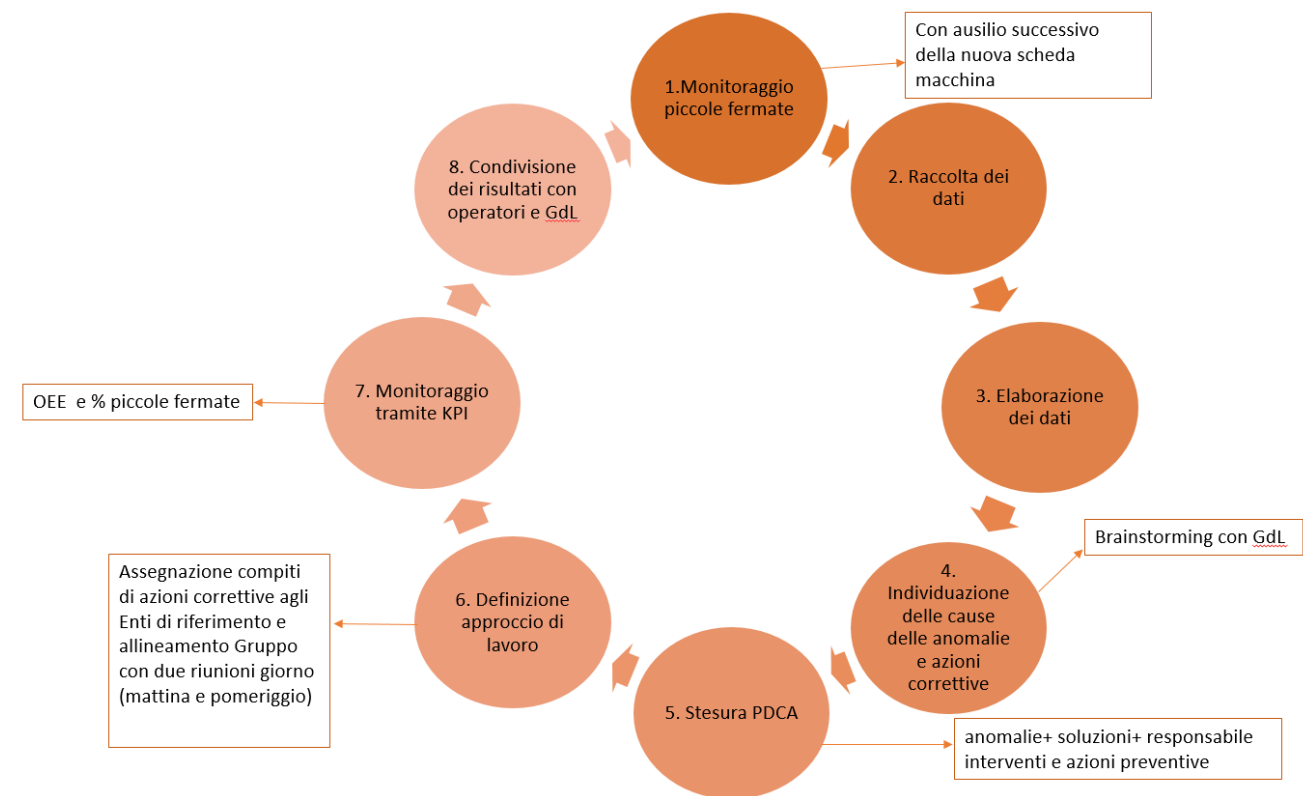 1.Monitoraggio
piccole fermate
Con ausilio successivo
della nuova scheda
macchina
2. Raccolta dei
dati
3. Elaborazione
dei dati
4.
Individuazione
delle cause
delle anomalie
e azioni
correttive
Brainstorming con GdL
5. Stesura PDCA
anomalie+ soluzioni+ responsabile
interventi e azioni preventive
6. Definizione
approccio di
lavoro
Assegnazione compiti
di azioni correttive agli
Enti di riferimento e
allineamento Gruppo
con due riunioni giorno
(mattina e pomeriggio)
7. Monitoraggio
tramite KPI
OEE e % piccole fermate
8. Condivisione
dei risultati con
operatori e GdL